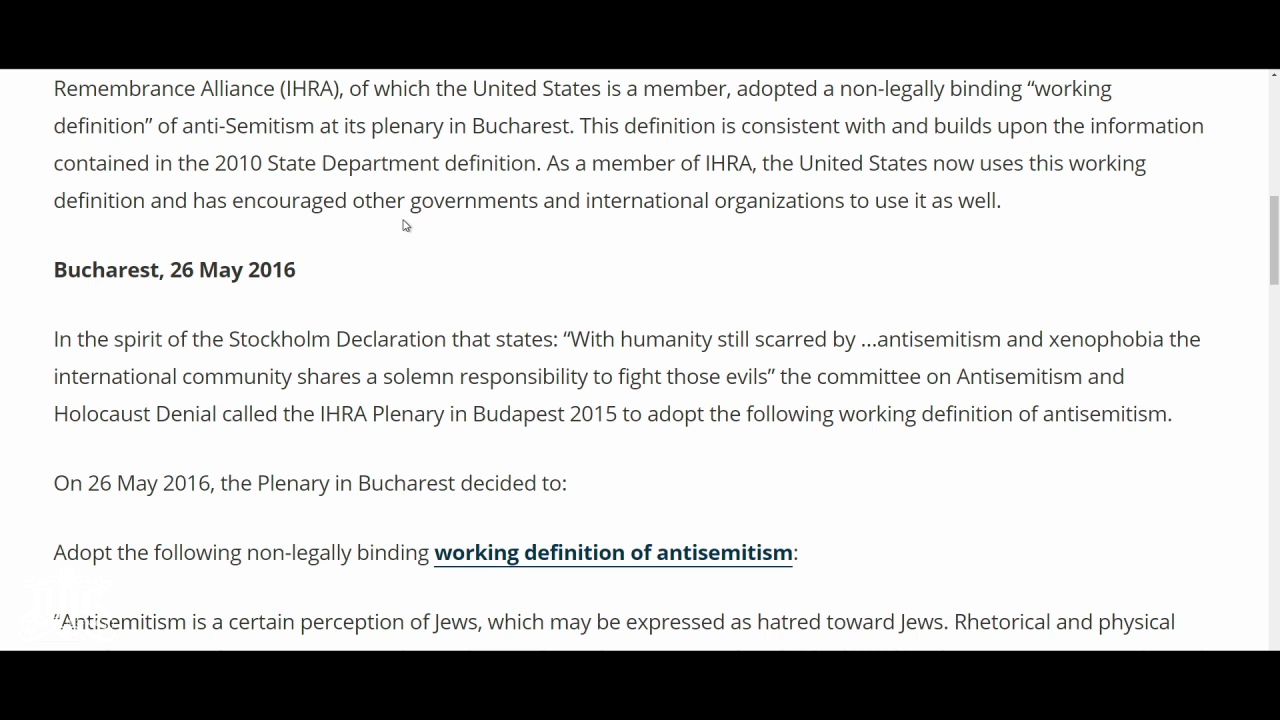 Remembrance Alliance (IHRA), of which the United States is a member, adopted a non-legally binding “working
definition” of anti-Semitism at its plenary in Bucharest. This definition is consistent with and builds upon the information
contained in the 2010 State Department definition. As a member of IHRA, the United States now uses this working
definition and has encouraged other governments and international organizations to use it as well.
Bucharest, 26 May 2016
In the spirit of the Stockholm Declaration that states: “With humanity still scarred by …antisemitism and xenophobia the
international community shares a solemn responsibility to fight those evils” the committee on Antisemitism and
Holocaust Denial called the IHRA Plenary in Budapest 2015 to adopt the following working definition of antisemitism.
On 26 May 2016, the Plenary in Bucharest decided to:
Adopt the following non-legally binding working definition of antisemitism:
“Antisemitism is a certain perception of Jews, which may be expressed as hatred toward Jews. Rhetorical and physical